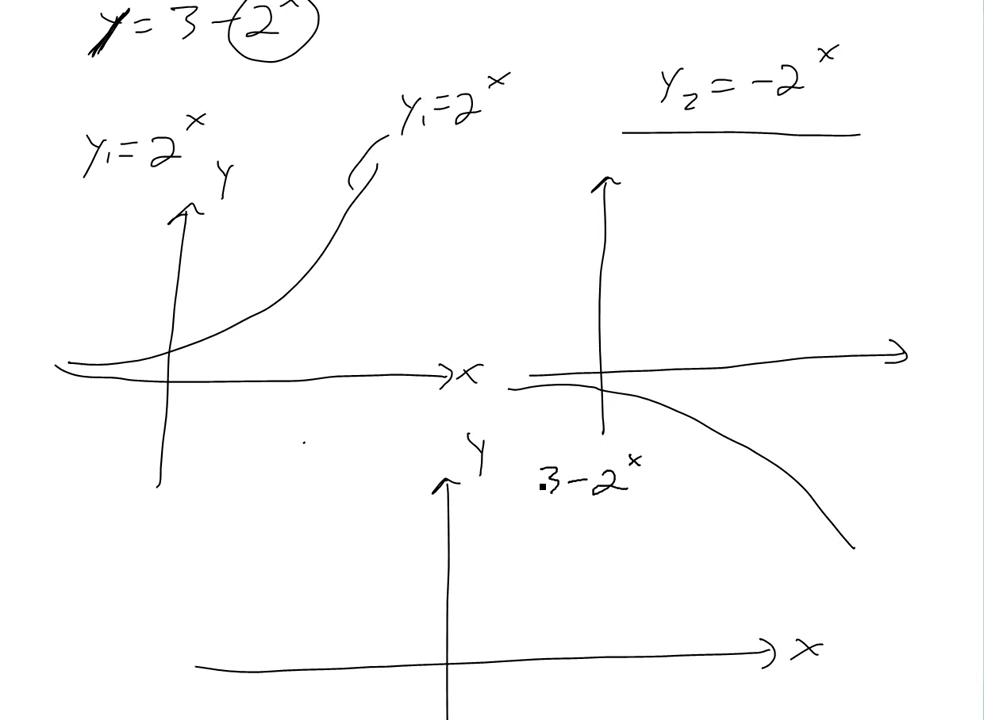 y = 3 - 2^x
y₁ = 2^x
y₂ = -2^x
y₁ = 2^x
y
x
y
3 - 2^x
x